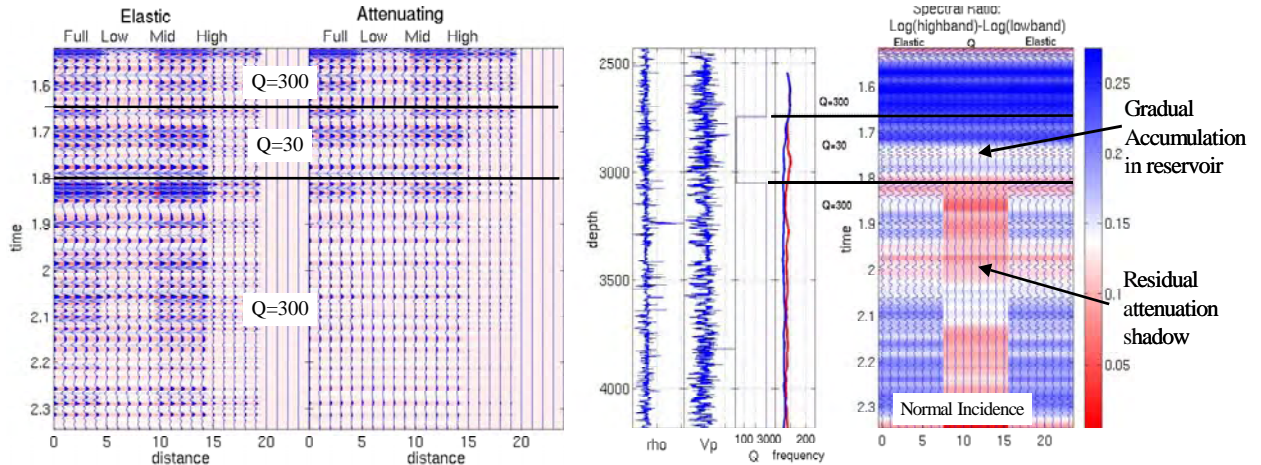 Elastic
Full Low Mid High
Attenuating
Full Low Mid High
time
1.6
1.7
1.8
1.9
2
2.1
2.2
2.3
Q=300
Q=30
Q=300
0 5 10 15 20
distance
0 5 10 15 20
distance
depth
2500
3000
3500
4000
rho
Vp
100 3000
Q
200
frequency
Q=300
Q=30
Q=300
Spectral Ratio:
Log(highband)-Log(lowband)
Elastic Q Elastic
time
1.6
1.7
1.8
1.9
2
2.1
2.2
2.3
Normal Incidence
0 5 10 15 20
0.25
0.2
0.15
0.1
0.05
Gradual
Accumulation
in reservoir
Residual
attenuation
shadow